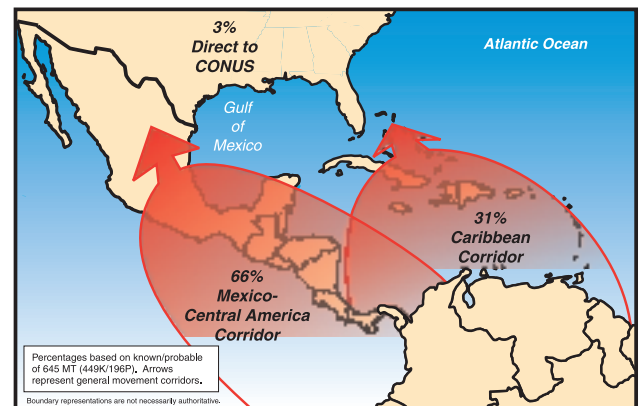 3%
Direct to
CONUS
Atlantic Ocean
Gulf
of
Mexico
31%
Caribbean
Corridor
66%
Mexico-
Central America
Corridor
Percentages based on known/probable
of 645 MT (449K/196P). Arrows
represent general movement corridors.
Boundary representations are not necessarily authoritative.